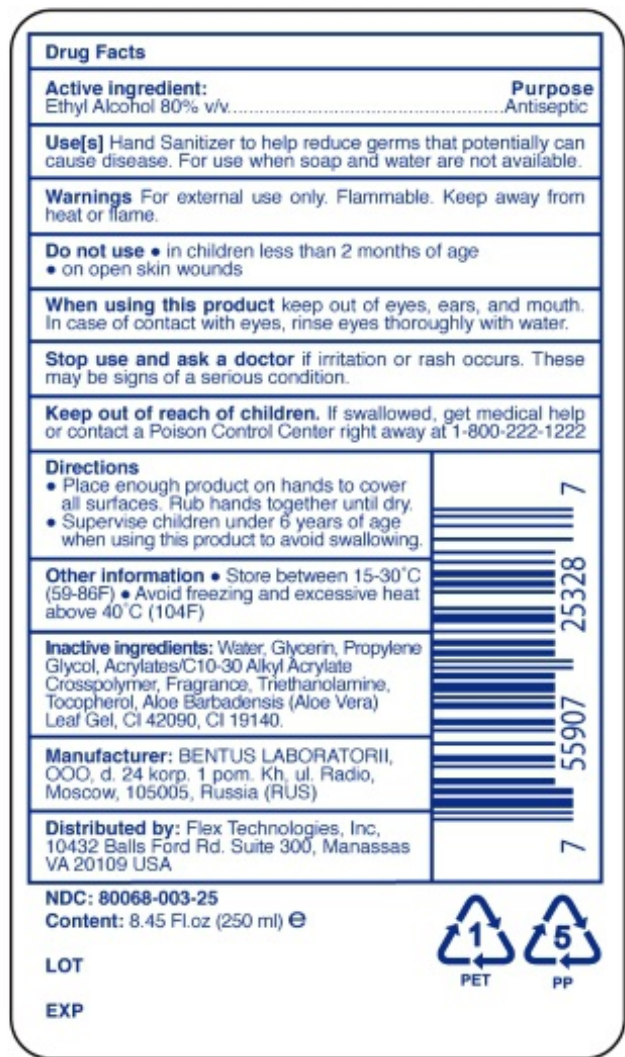 Drug Facts
Active ingredient: Purpose
Ethyl Alcohol 80% v/v................................................Antiseptic
Use[s] Hand Sanitizer to help reduce germs that potentially can
cause disease. For use when soap and water are not available.
Warnings For external use only. Flammable. Keep away from
heat or flame.
Do not use ● in children less than 2 months of age
● on open skin wounds
When using this product keep out of eyes, ears, and mouth.
In case of contact with eyes, rinse eyes thoroughly with water.
Stop use and ask a doctor if irritation or rash occurs. These
may be signs of a serious condition.
Keep out of reach of children. If swallowed, get medical help
or contact a Poison Control Center right away at 1-800-222-1222
Directions
● Place enough product on hands to cover
all surfaces. Rub hands together until dry.
● Supervise children under 6 years of age
when using this product to avoid swallowing.
Other information ● Store between 15-30˚C
(59-86F) ● Avoid freezing and excessive heat
above 40˚C (104F)
Inactive ingredients: Water, Glycerin, Propylene
Glycol, Acrylates/C10-30 Alkyl Acrylate
Crosspolymer, Fragrance, Triethanolamine,
Tocopherol, Aloe Barbadensis (Aloe Vera)
Leaf Gel, CI 42090, CI 19140.
Manufacturer: BENTUS LABORATORII,
OOO, d. 24 korp. 1 pom. Kh, ul. Radio,
Moscow, 105005, Russia (RUS)
Distributed by: Flex Technologies, Inc,
10432 Balls Ford Rd. Suite 300, Manassas
VA 20109 USA
7 55907 25328 7
NDC: 80068-003-25
Content: 8.45 Fl.oz (250 ml) ℮
LOT
EXP
1 5
PET PP